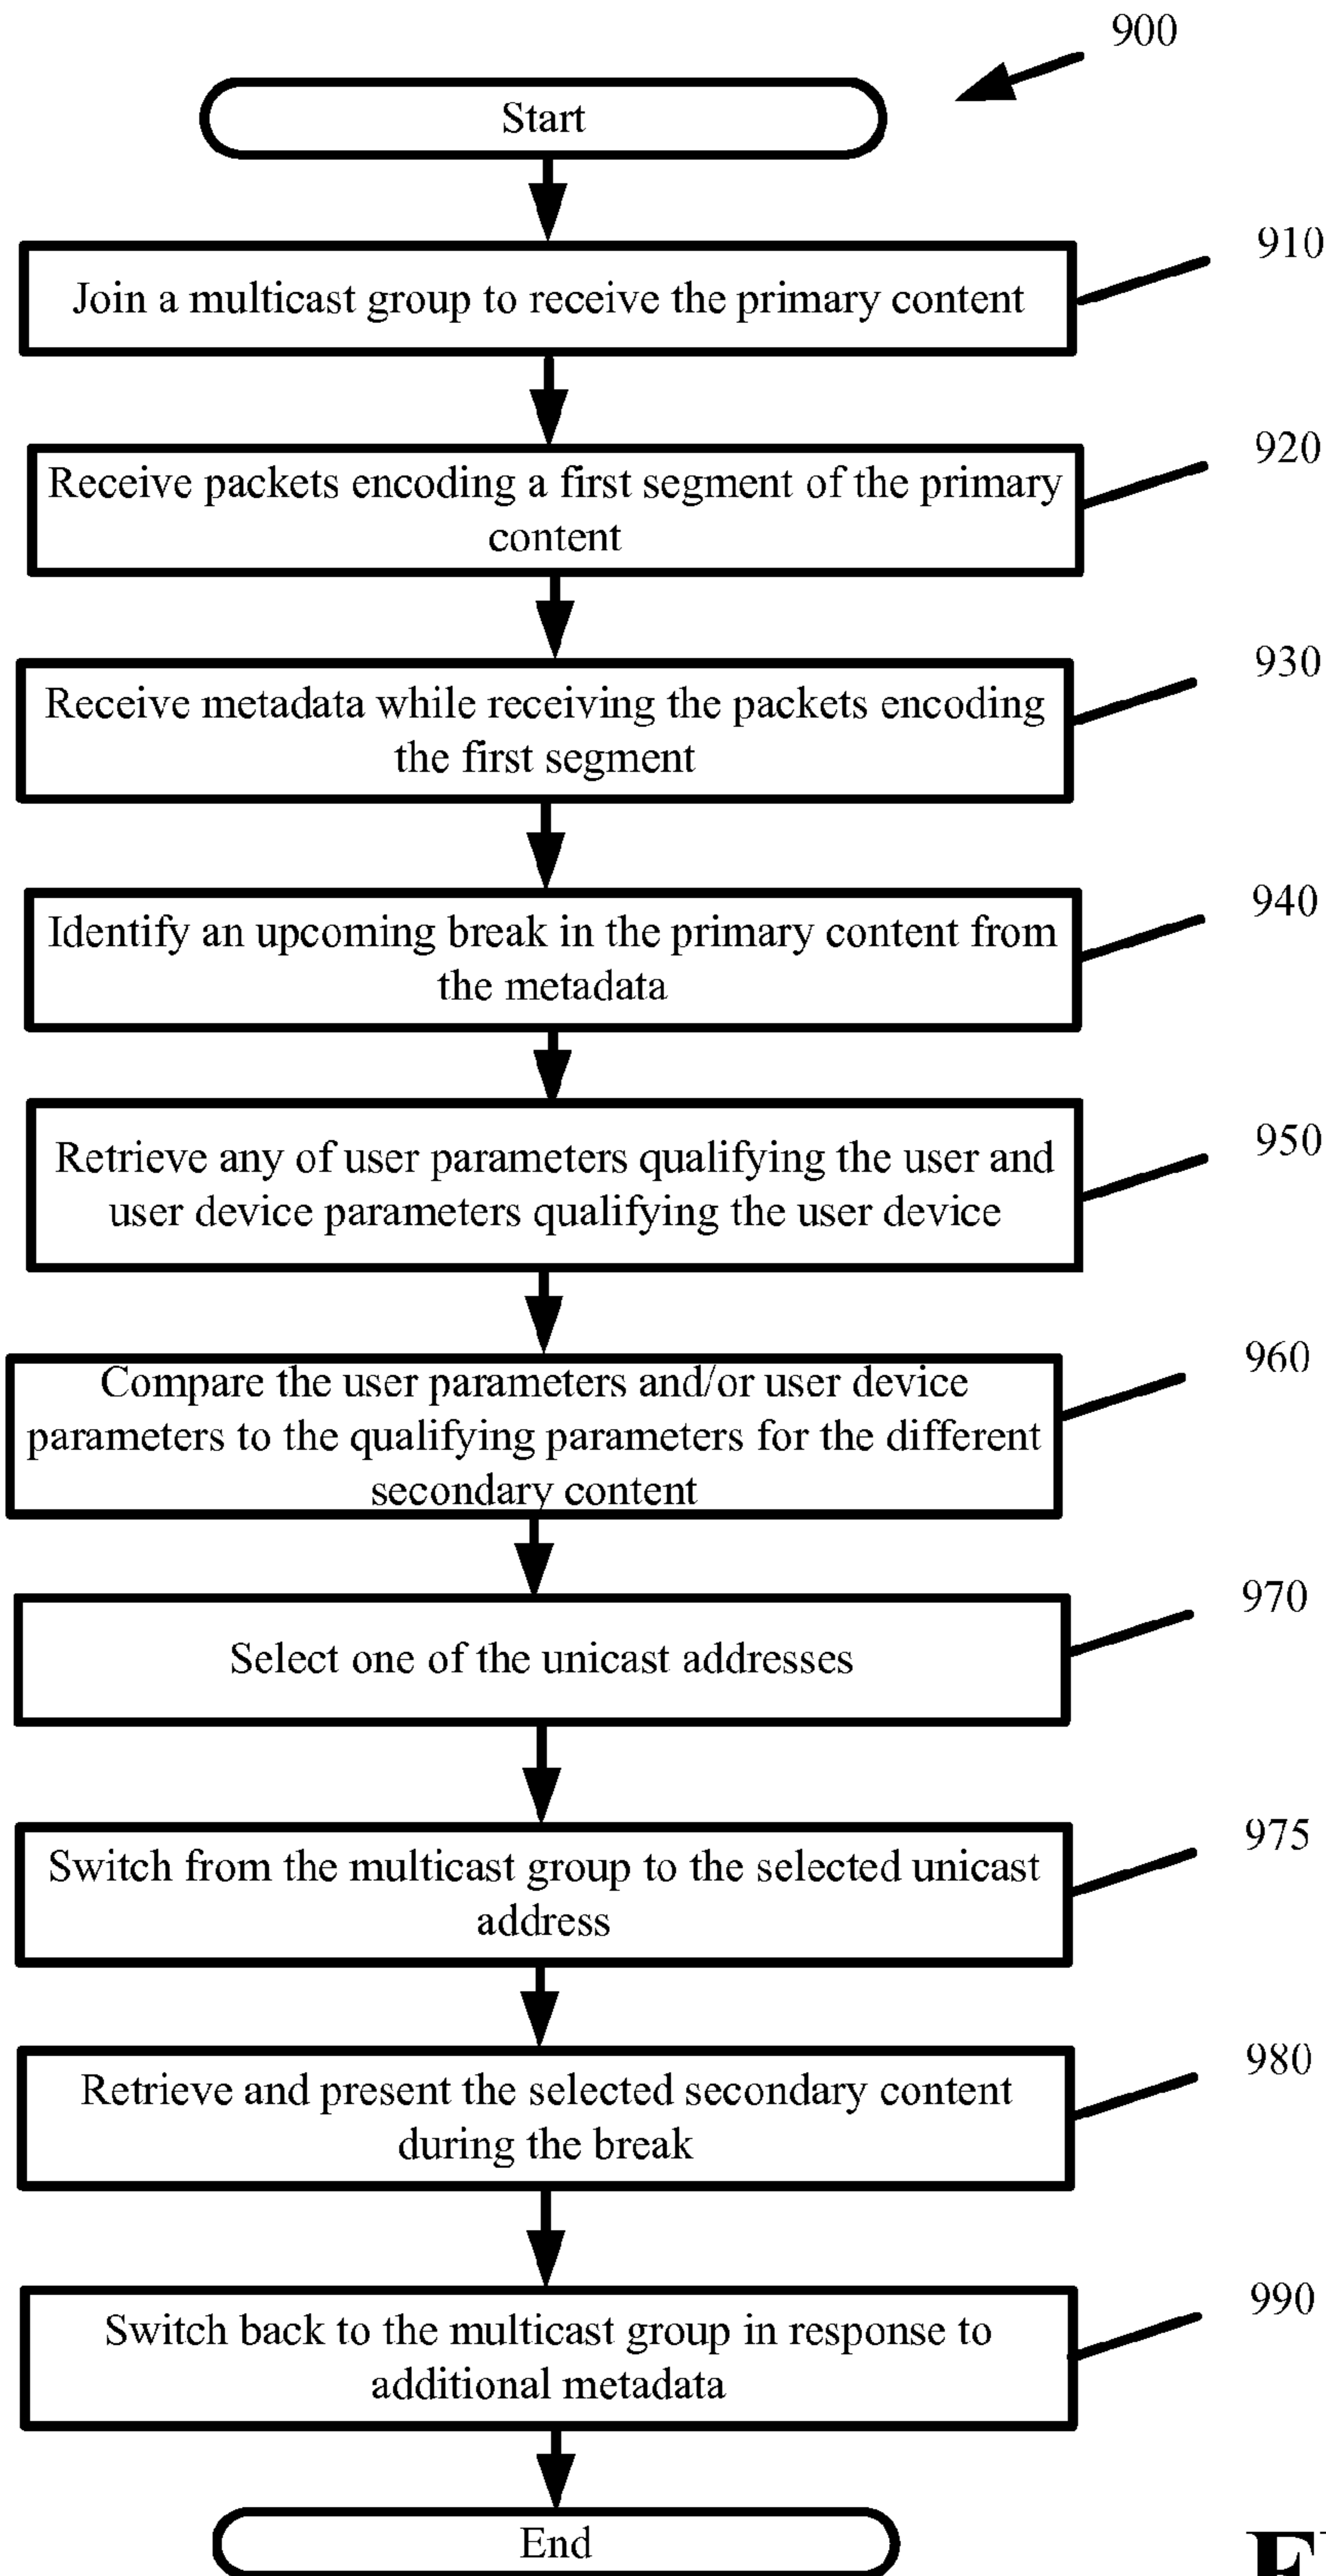 900
Start
910
Join a multicast group to receive the primary content
920
Receive packets encoding a first segment of the primary
content
930
Receive metadata while receiving the packets encoding
the first segment
940
Identify an upcoming break in the primary content from
the metadata
950
Retrieve any of user parameters qualifying the user and
user device parameters qualifying the user device
960
Compare the user parameters and/or user device
parameters to the qualifying parameters for the different
secondary content
970
Select one of the unicast addresses
975
Switch from the multicast group to the selected unicast
address
980
Retrieve and present the selected secondary content
during the break
990
Switch back to the multicast group in response to
additional metadata
End